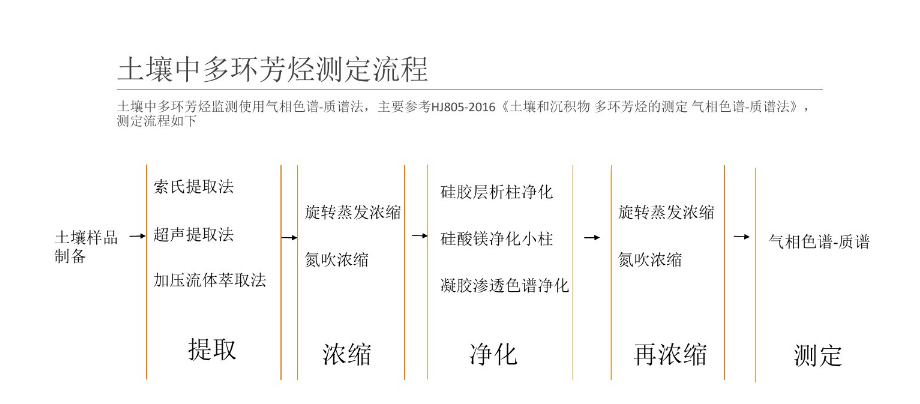 土壤中多环芳烃测定流程
土壤中多环芳烃监测使用气相色谱-质谱法，主要参考HJ805-2016《土壤和沉积物 多环芳烃的测定 气相色谱-质谱法》，
测定流程如下
土壤样品
制备
索氏提取法
超声提取法
加压流体萃取法
提取
旋转蒸发浓缩
氮吹浓缩
浓缩
硅胶层析柱净化
硅酸镁净化小柱
凝胶渗透色谱净化
净化
旋转蒸发浓缩
氮吹浓缩
再浓缩
气相色谱-质谱
测定